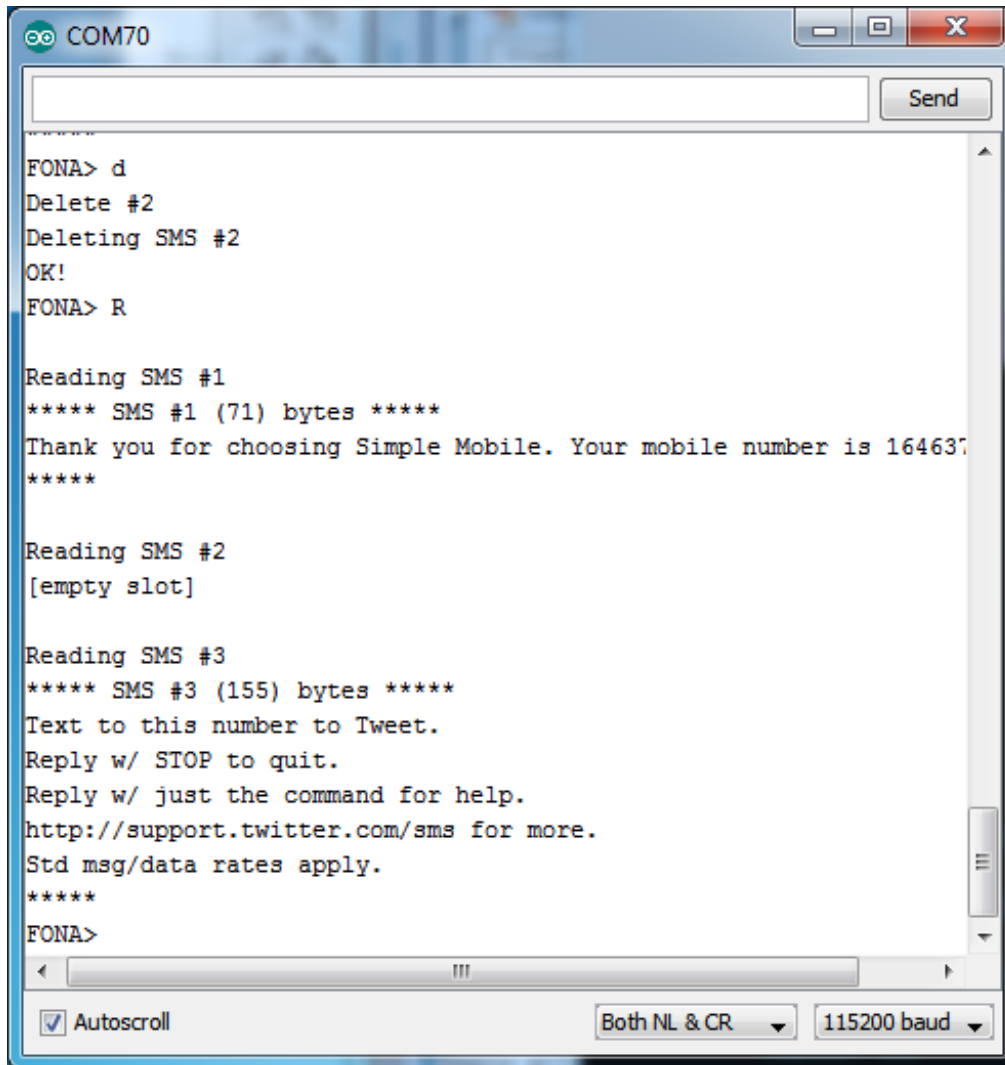 COM70
Send
FONA> d
Delete #2
Deleting SMS #2
OK!
FONA> R
Reading SMS #1
***** SMS #1 (71) bytes *****
Thank you for choosing Simple Mobile. Your mobile number is 164637
*****
Reading SMS #2
[empty slot]
Reading SMS #3
***** SMS #3 (155) bytes *****
Text to this number to Tweet.
Reply w/ STOP to quit.
Reply w/ just the command for help.
http://support.twitter.com/sms for more.
Std msg/data rates apply.
*****
FONA>
Autoscroll
Both NL & CR
115200 baud